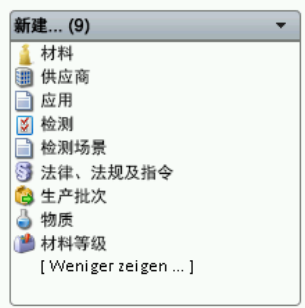 新建... (9)
材料
供应商
应用
检测
检测场景
法律、法规及指令
生产批次
物质
材料等级
[ Weniger zeigen ... ]